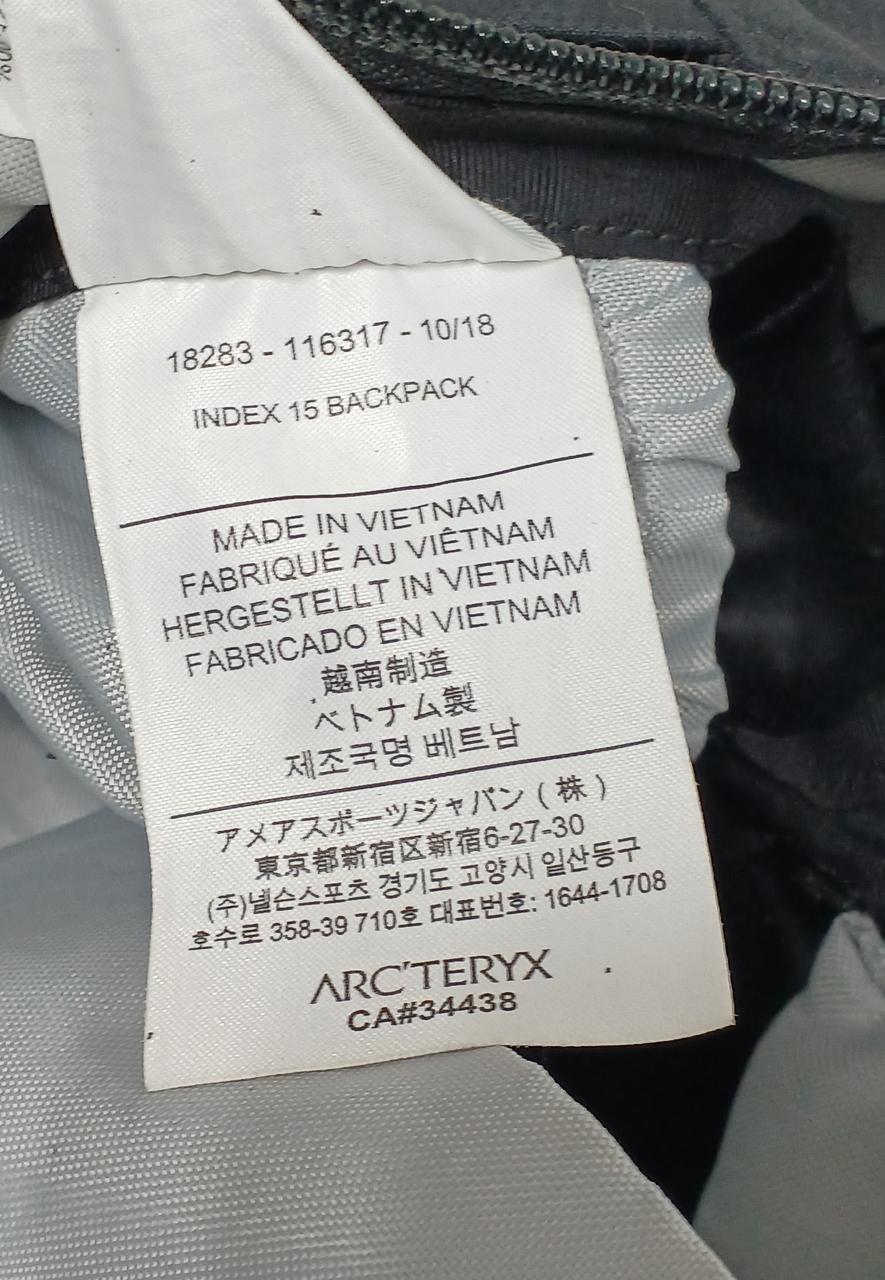 18283 - 116317 - 10/18
INDEX 15 BACKPACK
MADE IN VIETNAM
FABRIQUÉ AU VIÊTNAM
HERGESTELLT IN VIETNAM
FABRICADO EN VIETNAM
越南制造
ベトナム製
제조국명 베트남
アメアスポーツジャパン ( 株 )
東京都新宿区新宿6-27-30
(주)넬슨스포츠 경기도 고양시 일산동구
호수로 358-39 710호 대표번호: 1644-1708
ARC'TERYX
CA#34438